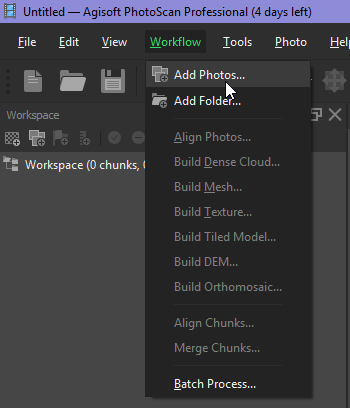 Untitled — Agisoft PhotoScan Professional (4 days left)
File Edit View Workflow Tools Photo Help
Add Photos...
Add Folder...
Workspace
Align Photos...
Workspace (0 chunks, 0
Build Dense Cloud...
Build Mesh...
Build Texture...
Build Tiled Model...
Build DEM...
Build Orthomosaic...
Align Chunks...
Merge Chunks...
Batch Process...